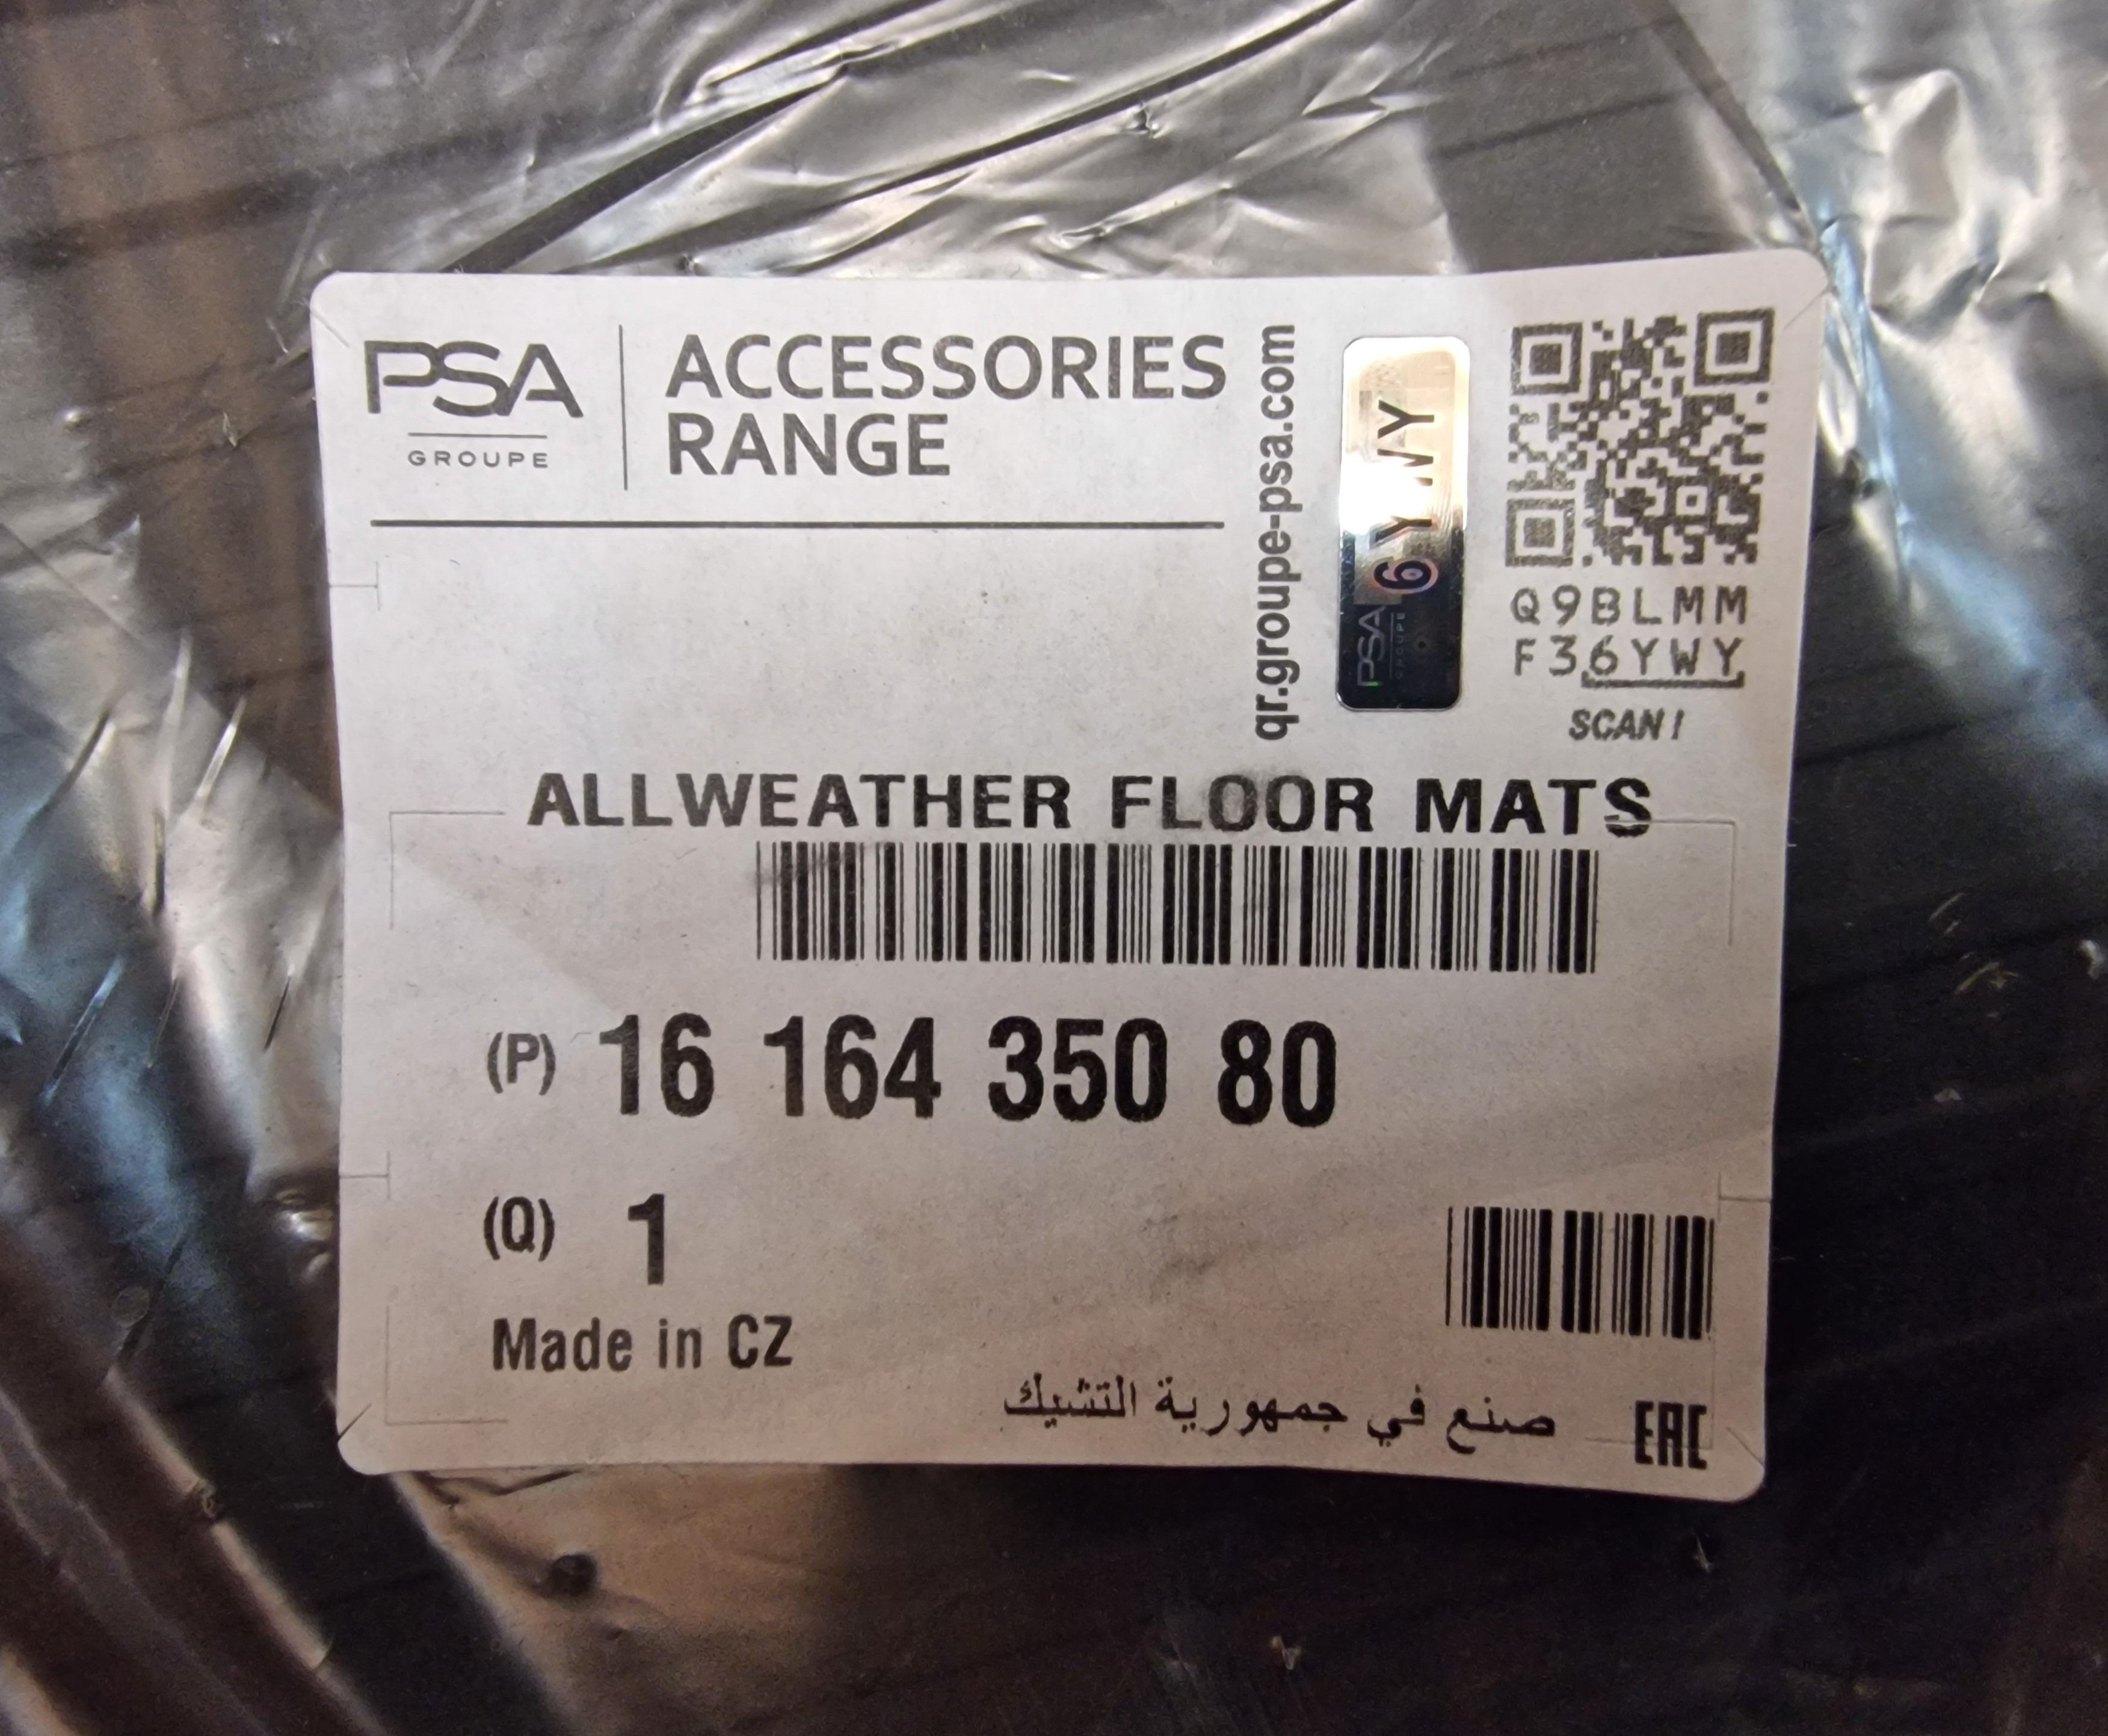 PSA
GROUPE
ACCESSORIES
RANGE
qr.groupe-psa.com
6YWY
PSA
GROUPE
Q9BLMM
F36YWY
SCAN!
ALLWEATHER FLOOR MATS
(P) 16 164 350 80
(Q) 1
Made in CZ
صنع في جمهورية التشيك
EAC